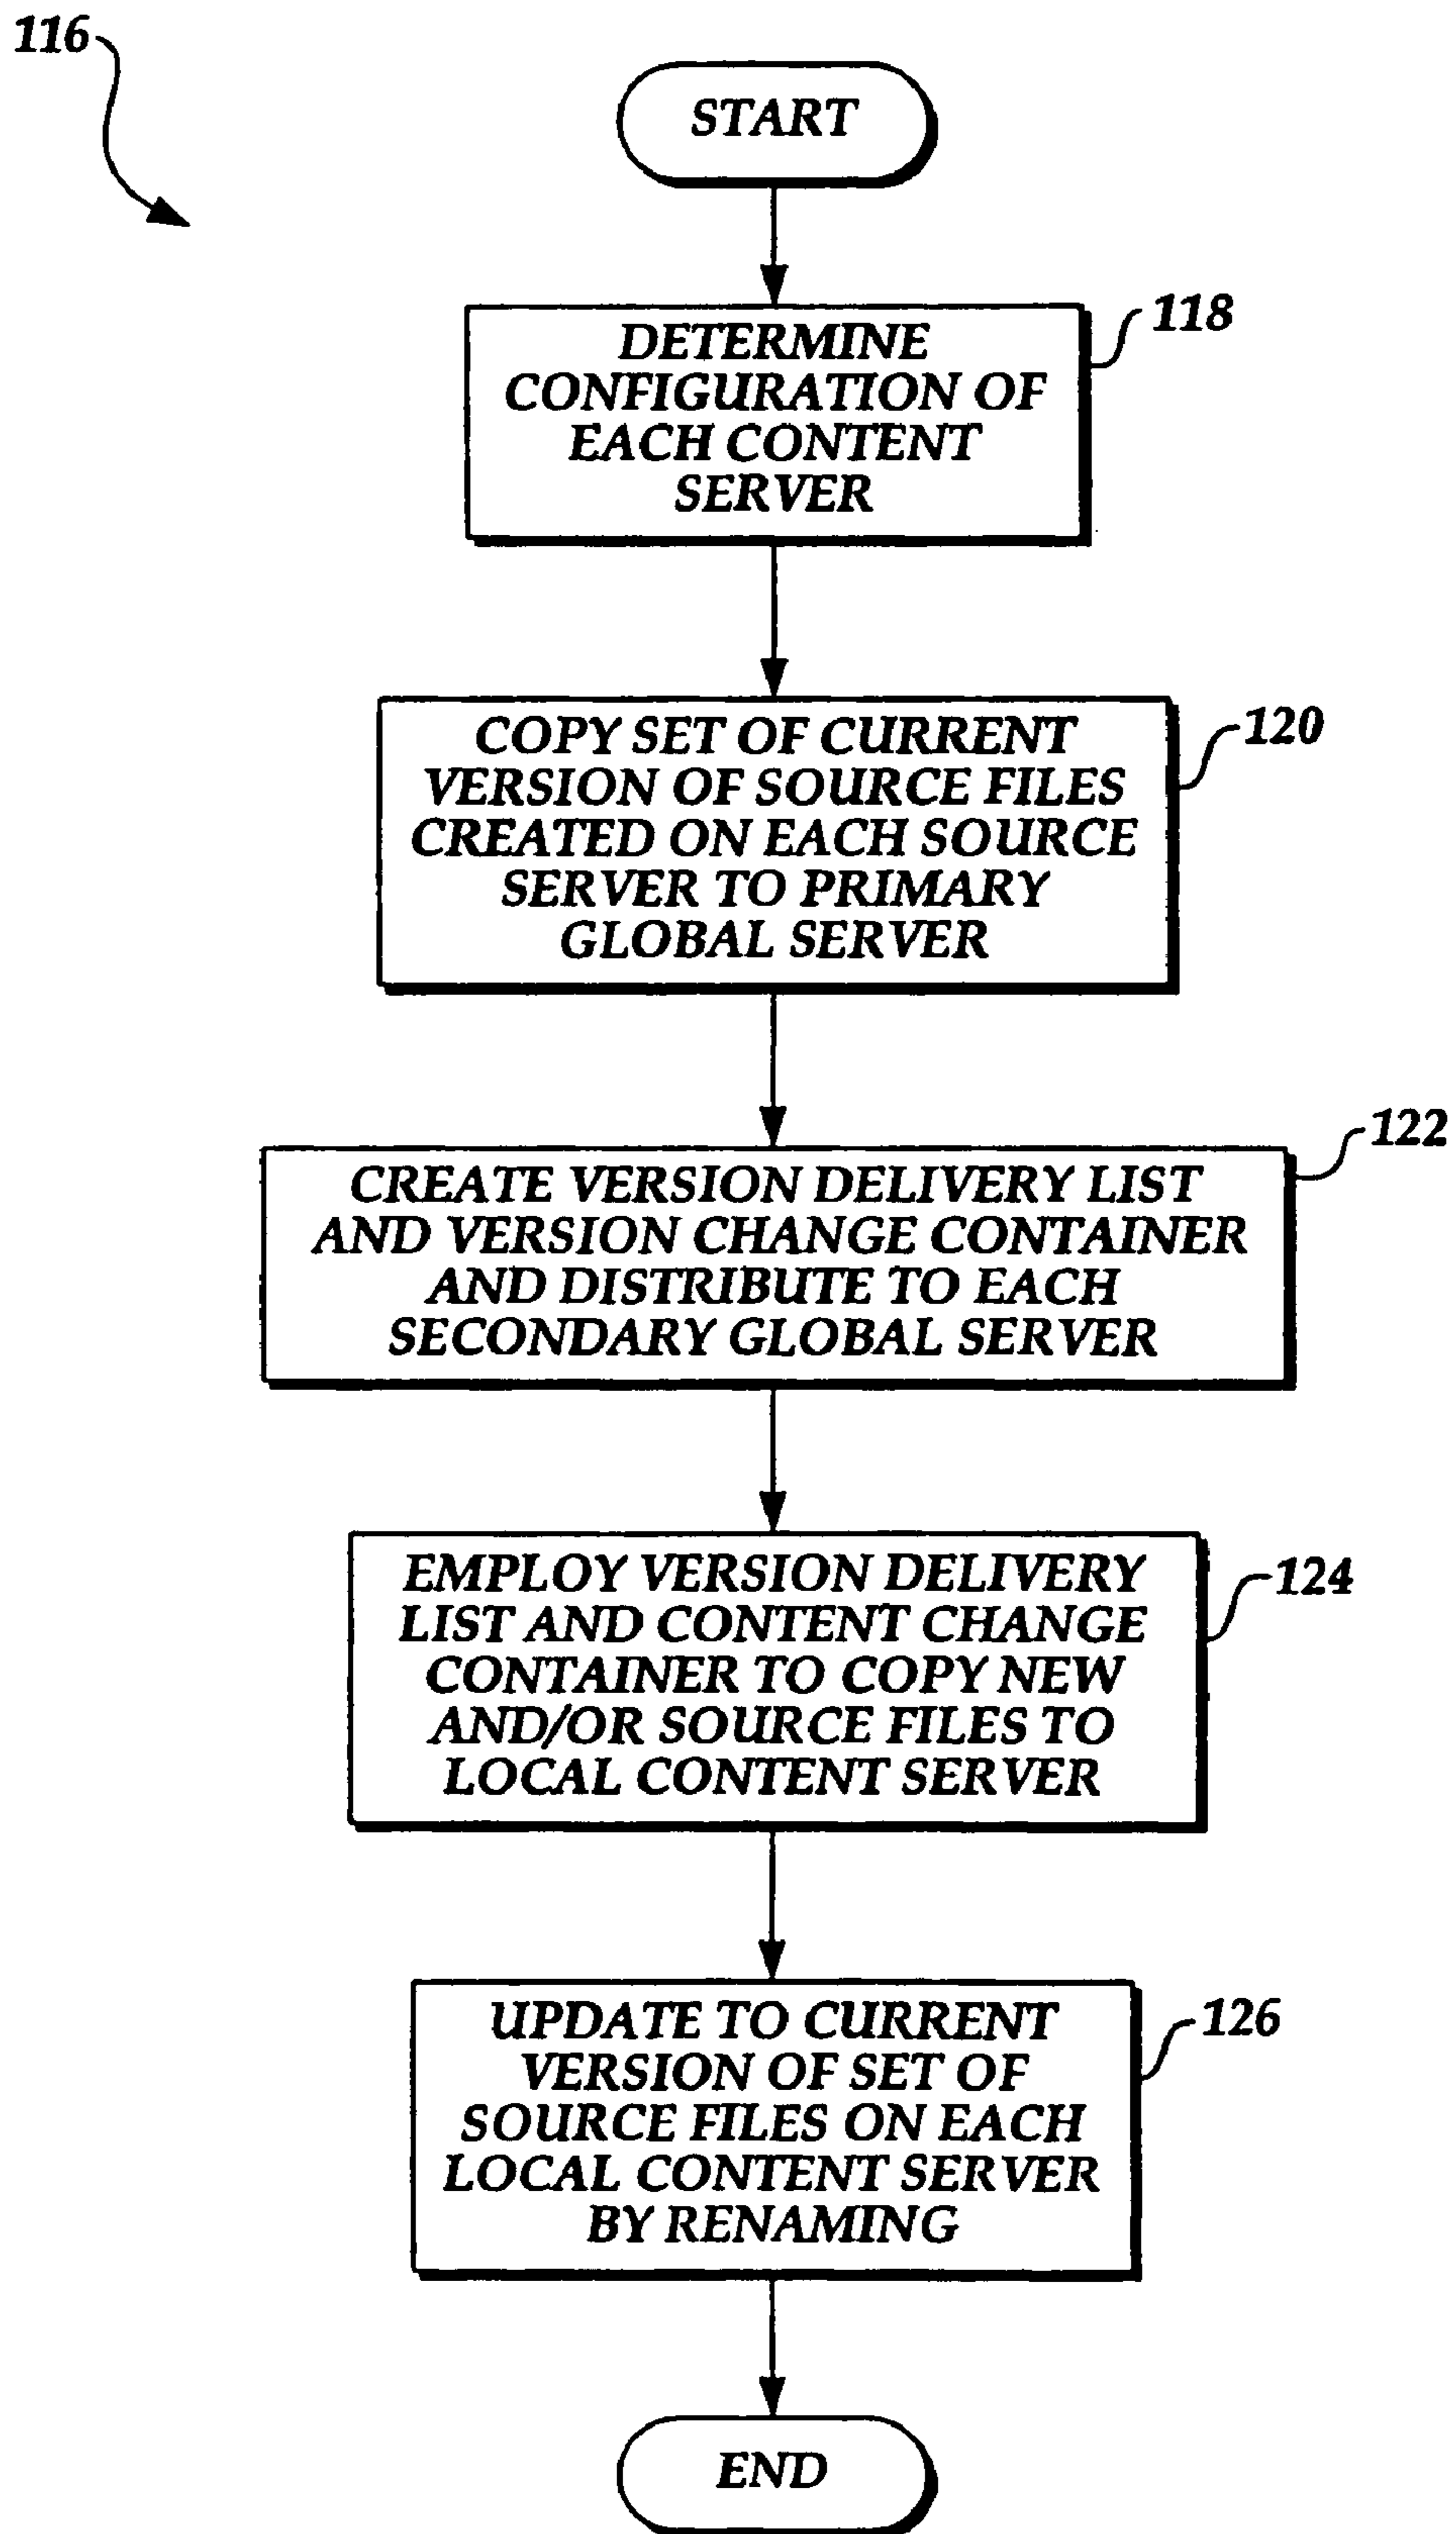 116
START
118
DETERMINE
CONFIGURATION OF
EACH CONTENT
SERVER
120
COPY SET OF CURRENT
VERSION OF SOURCE FILES
CREATED ON EACH SOURCE
SERVER TO PRIMARY
GLOBAL SERVER
122
CREATE VERSION DELIVERY LIST
AND VERSION CHANGE CONTAINER
AND DISTRIBUTE TO EACH
SECONDARY GLOBAL SERVER
124
EMPLOY VERSION DELIVERY
LIST AND CONTENT CHANGE
CONTAINER TO COPY NEW
AND/OR SOURCE FILES TO
LOCAL CONTENT SERVER
126
UPDATE TO CURRENT
VERSION OF SET OF
SOURCE FILES ON EACH
LOCAL CONTENT SERVER
BY RENAMING
END